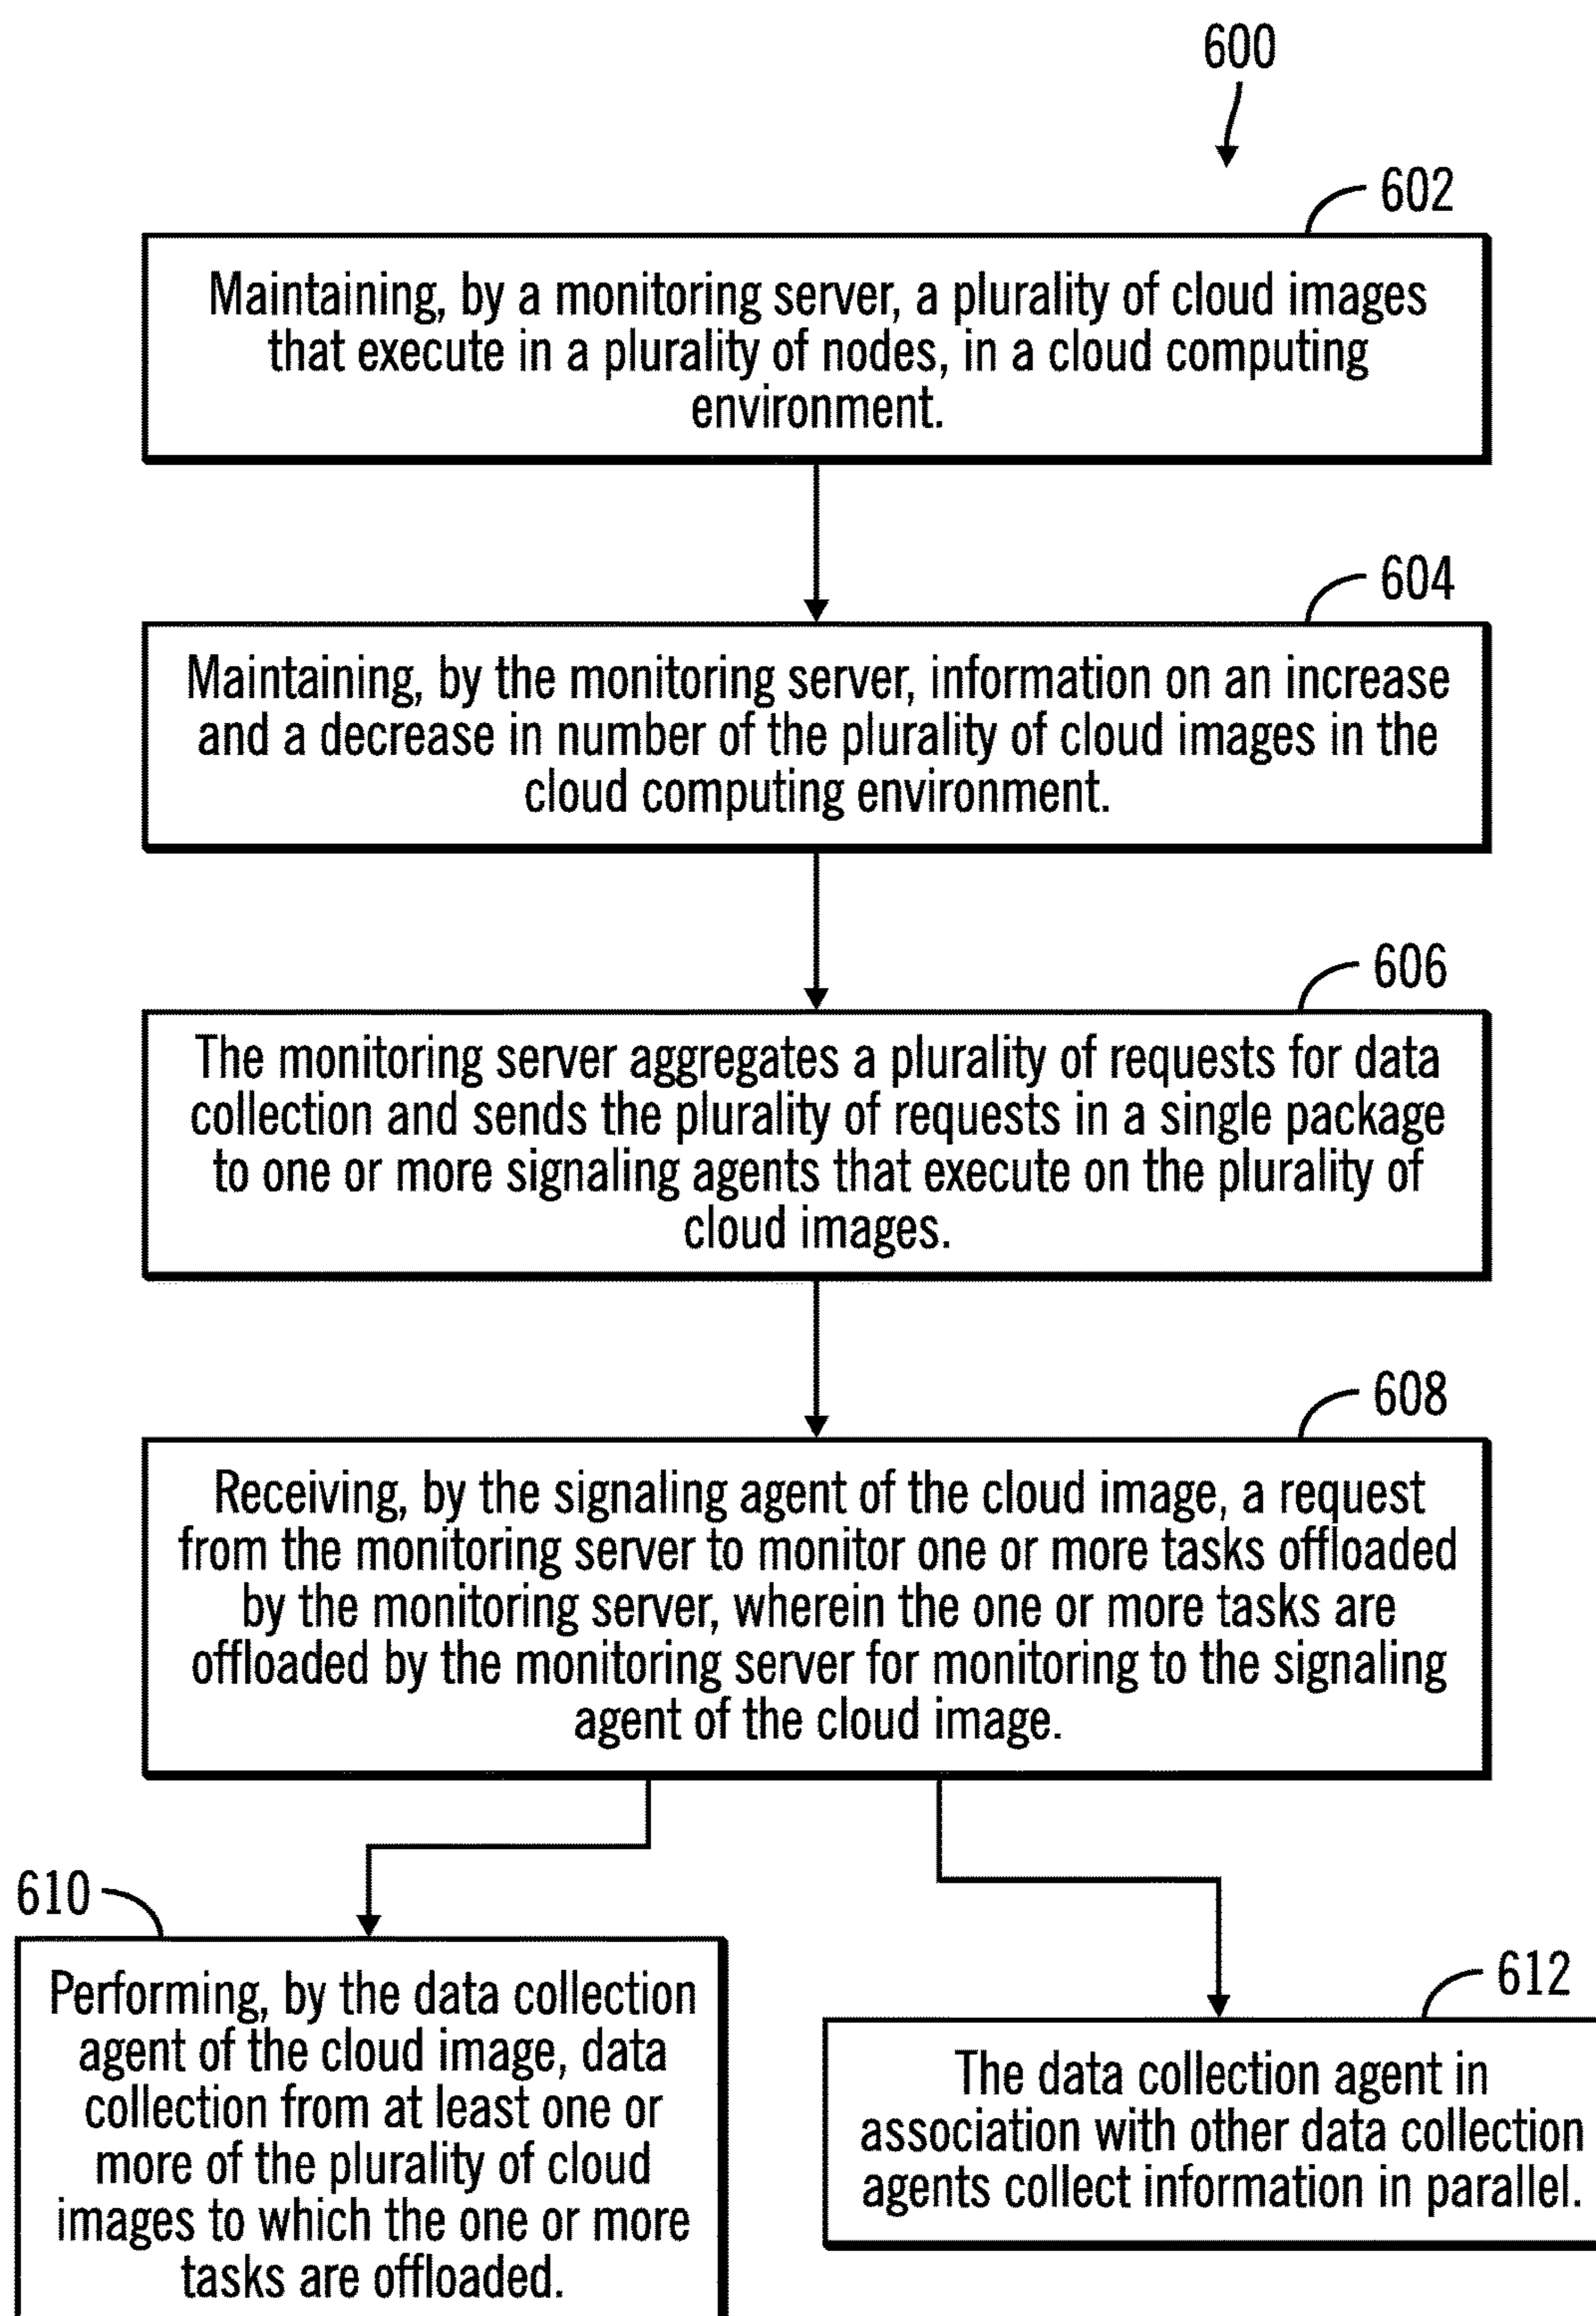 600
602
Maintaining, by a monitoring server, a plurality of cloud images
that execute in a plurality of nodes, in a cloud computing
environment.
604
Maintaining, by the monitoring server, information on an increase
and a decrease in number of the plurality of cloud images in the
cloud computing environment.
606
The monitoring server aggregates a plurality of requests for data
collection and sends the plurality of requests in a single package
to one or more signaling agents that execute on the plurality of
cloud images.
608
Receiving, by the signaling agent of the cloud image, a request
from the monitoring server to monitor one or more tasks offloaded
by the monitoring server, wherein the one or more tasks are
offloaded by the monitoring server for monitoring to the signaling
agent of the cloud image.
610
Performing, by the data collection
agent of the cloud image, data
collection from at least one or
more of the plurality of cloud
images to which the one or more
tasks are offloaded.
612
The data collection agent in
association with other data collection
agents collect information in parallel.